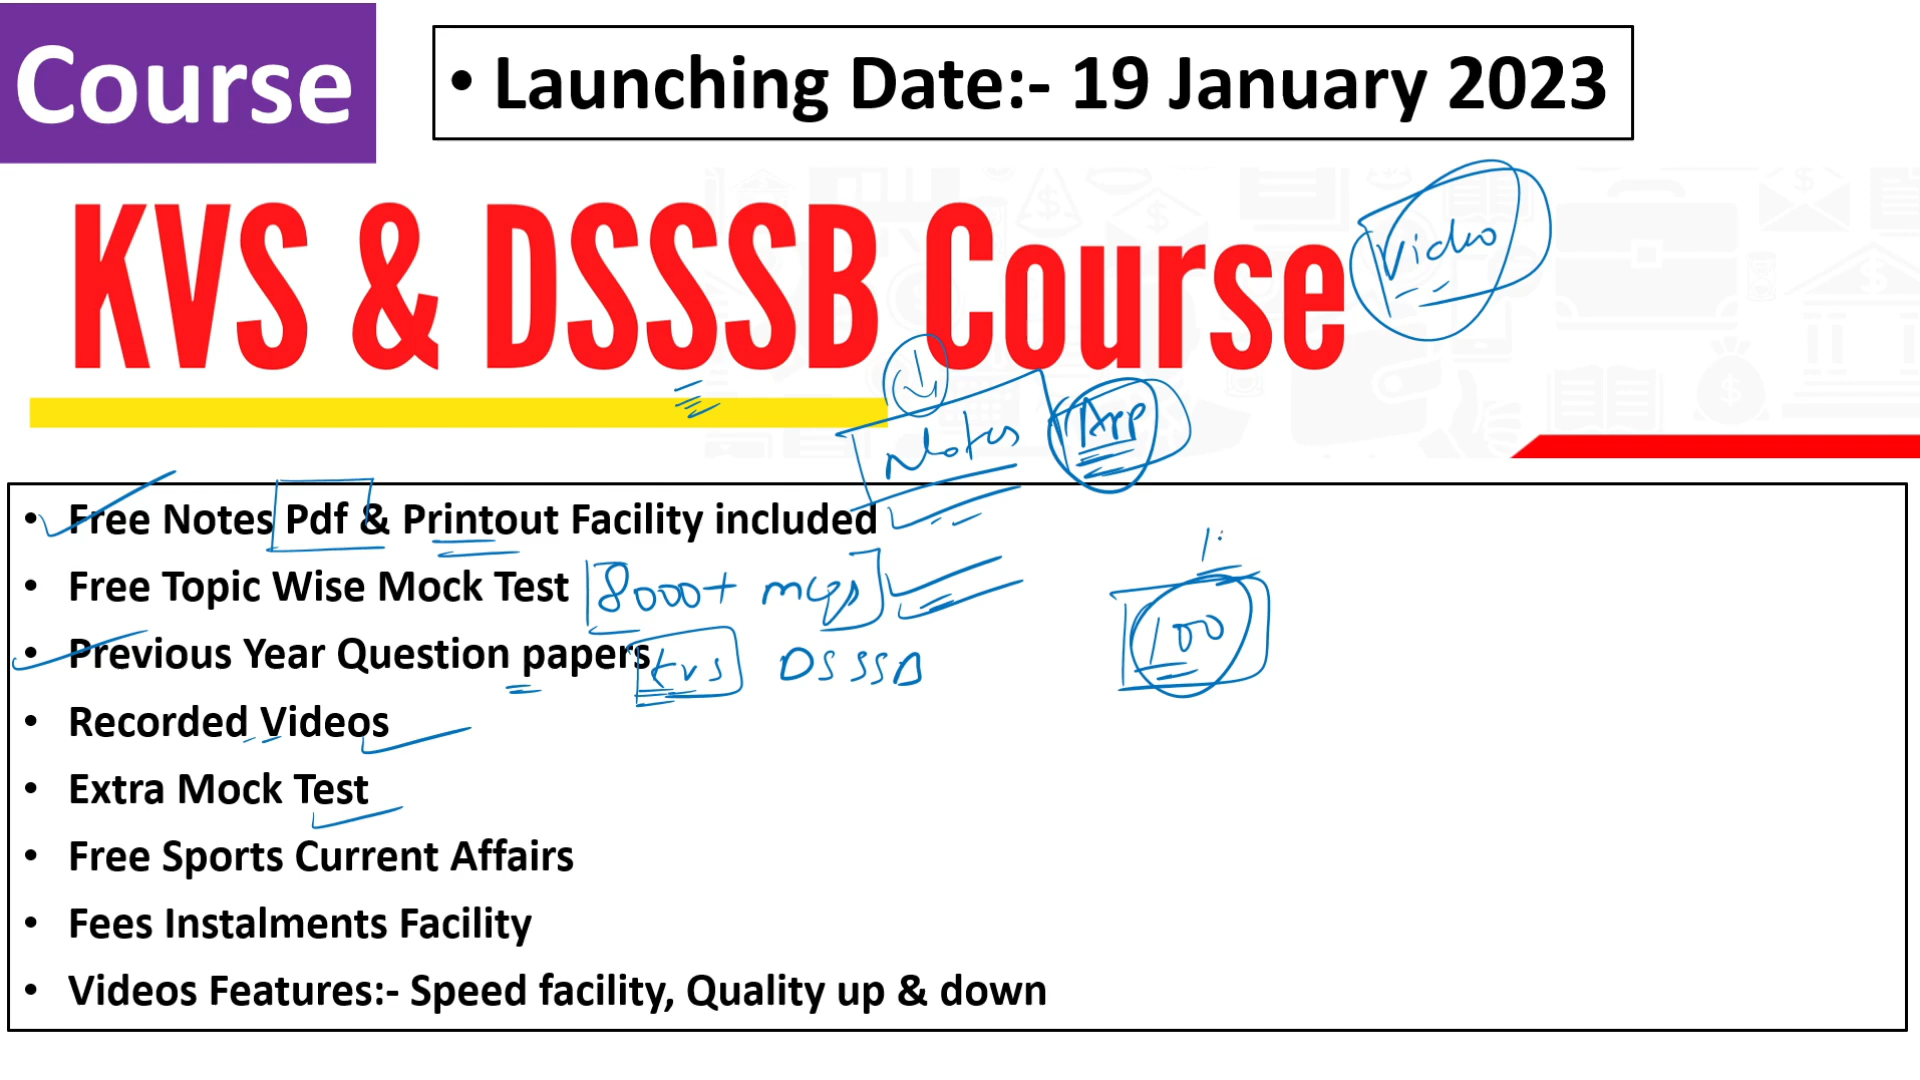 Course
• Launching Date:- 19 January 2023
KVS & DSSSB Course
Video
Notes App
• Free Notes Pdf & Printout Facility included
• Free Topic Wise Mock Test 8000+ mcqs
100
• Previous Year Question papers kvs DSSSB
• Recorded Videos
• Extra Mock Test
• Free Sports Current Affairs
• Fees Instalments Facility
• Videos Features:- Speed facility, Quality up & down